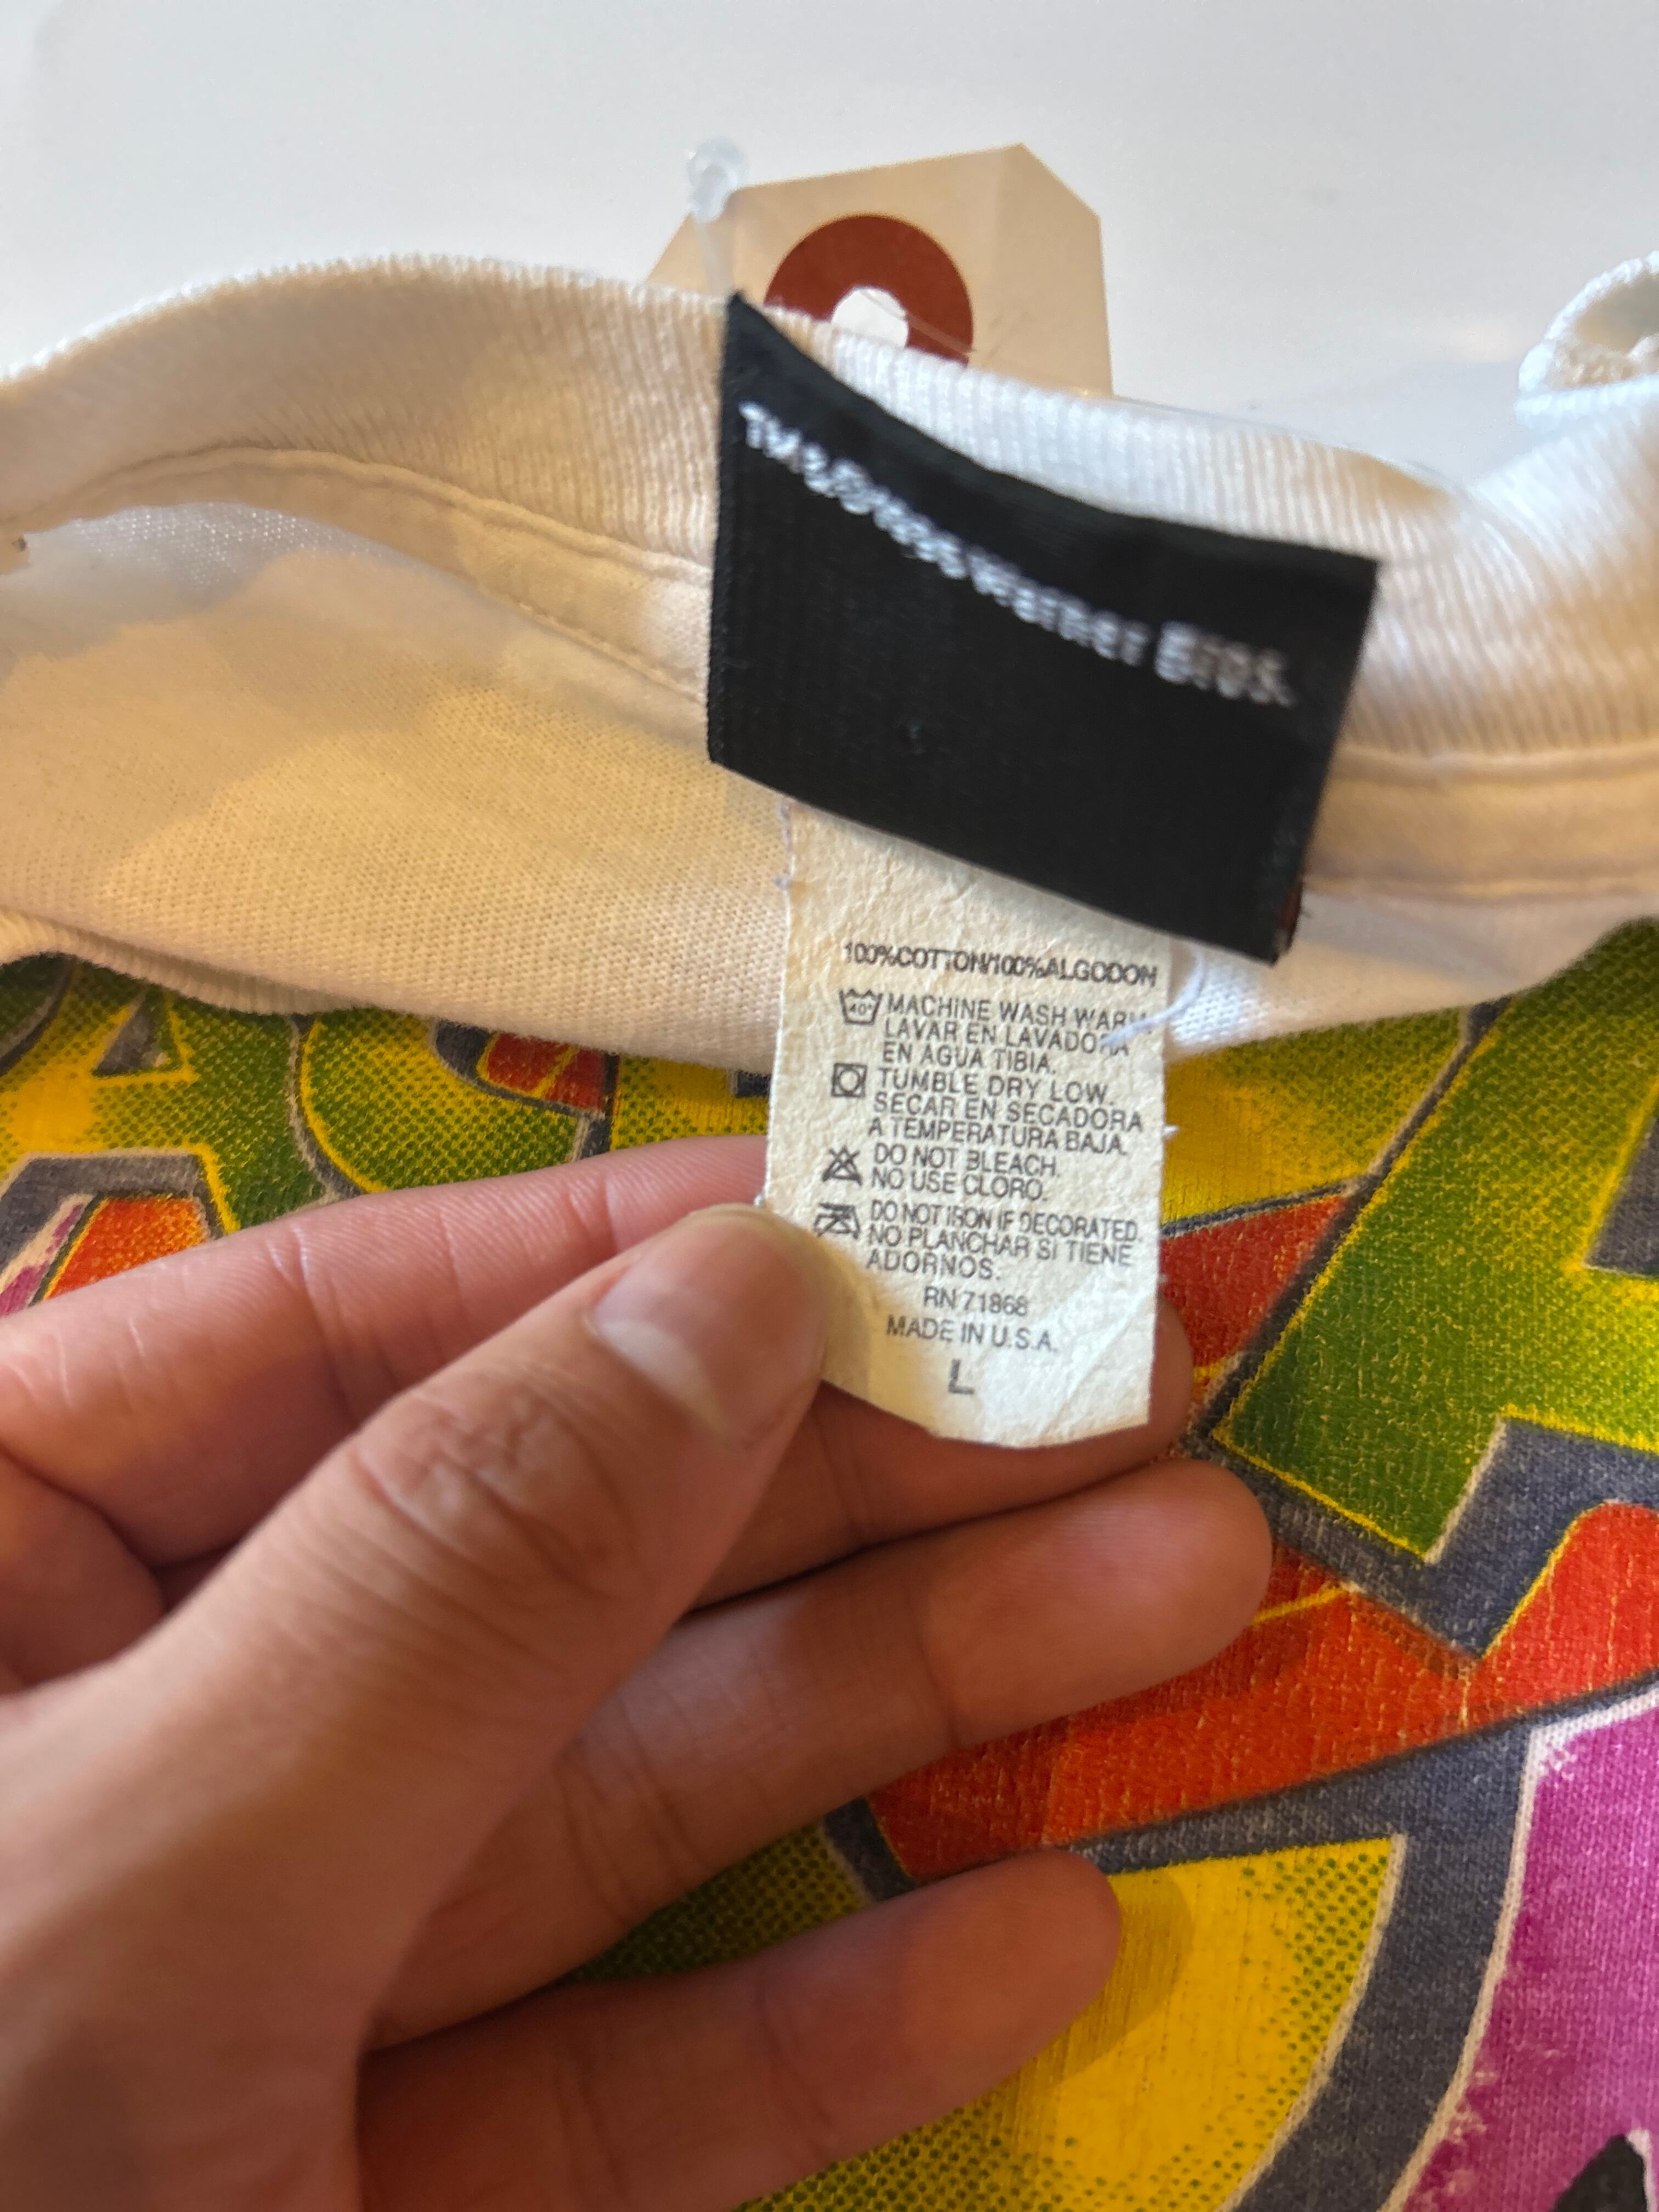 TM & © 1995 Warner Bros.
100%COTTON/100%ALGODON
40°
MACHINE WASH WARM
LAVAR EN LAVADORA
EN AGUA TIBIA.
TUMBLE DRY LOW.
SECAR EN SECADORA
A TEMPERATURA BAJA.
DO NOT BLEACH.
NO USE CLORO.
DO NOT IRON IF DECORATED.
NO PLANCHAR SI TIENE
ADORNOS.
RN 71868
MADE IN U.S.A.
L